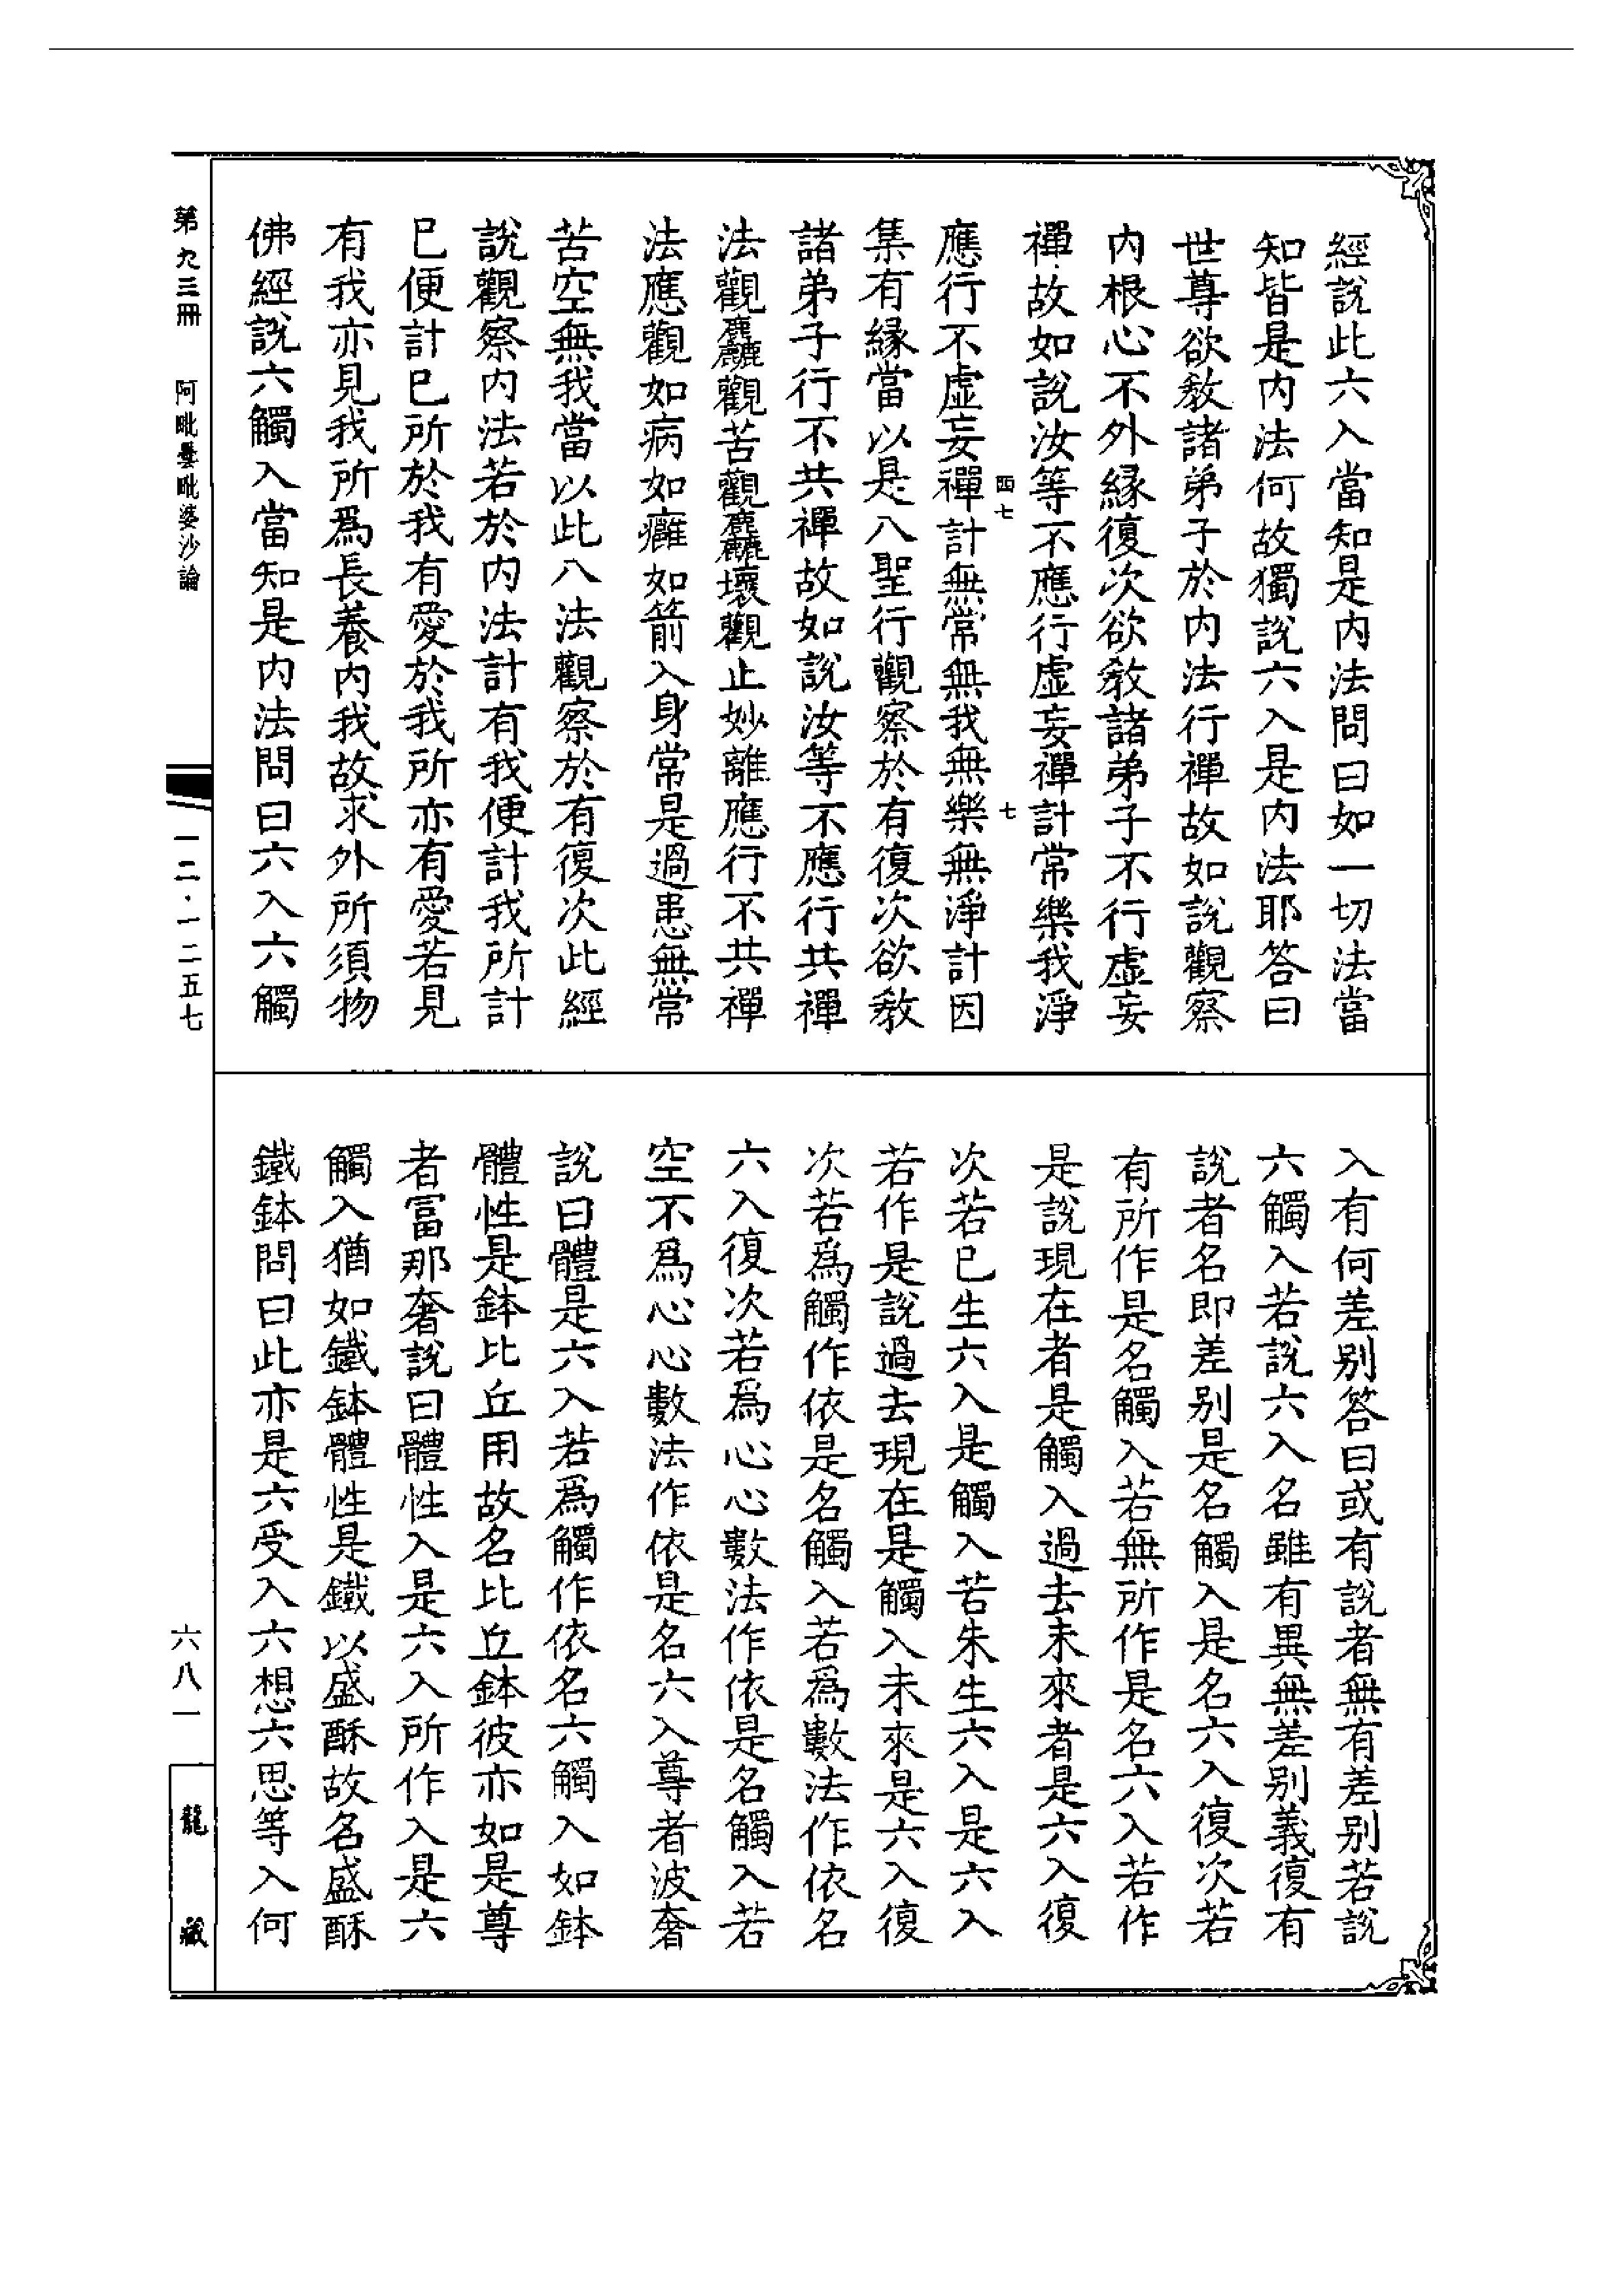 經說此六入當知是内法問曰如一切法當
知皆是内法何故獨說六入是内法耶答曰
世尊欲教諸弟子於内法行禪故如說觀察
内根心不外緣復次欲教諸弟子不行虛妄
禪故如說汝等不應行虛妄禪計常樂我淨
四七
七
應行不虛妄禪計無常無我無樂無淨計因
集有緣當以是八聖行觀察於有復次欲教
諸弟子行不共禪故如說汝等不應行共禪
法觀麤觀苦觀麤壞觀止妙離應行不共禪
法應觀如病如癰如箭入身常是過患無常
苦空無我當以此八法觀察於有復次此經
說觀察内法若於内法計有我便計我所計
已便計已所於我有愛於我所亦有愛若見
有我亦見我所爲長養内我故求外所須物
佛經說六觸入當知是内法問曰六入六觸
入有何差别答曰或有說者無有差别若說
六觸入若說六入名雖有異無差别義復有
說者名即差别是名觸入是名六入復次若
有所作是名觸入若無所作是名六入若作
是說現在者是觸入過去未來者是六入復
次若已生六入是觸入若朱生六入是六入
若作是說過去現在是觸入未來是六入復
次若爲觸作依是名觸入若爲數法作依名
六入復次若爲心心數法作依是名觸入若
空不爲心心數法作依是名六入尊者波奢
說曰體是六入若爲觸作依名六觸入如鉢
體性是鉢比丘用故名比丘鉢彼亦如是尊
者富那奢說曰體性入是六入所作入是六
觸入猶如鐵鉢體性是鐵以盛酥故名盛酥
鐵鉢問曰此亦是六受入六想六思等入何
第九三冊　阿毗曇毗婆沙論
一二·一二五七
六八一
龍藏